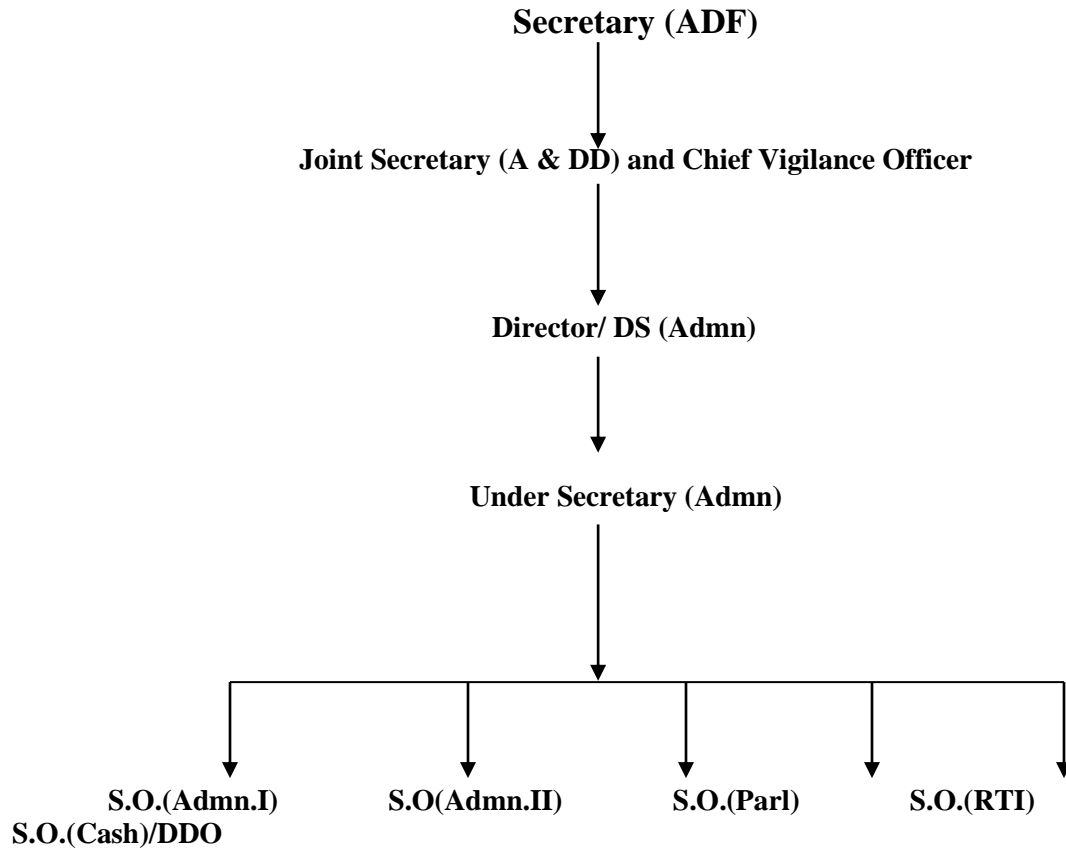 Secretary (ADF)
Joint Secretary (A & DD) and Chief Vigilance Officer
Director/ DS (Admn)
Under Secretary (Admn)
S.O.(Admn.I) S.O(Admn.II) S.O.(Parl) S.O.(RTI)
S.O.(Cash)/DDO